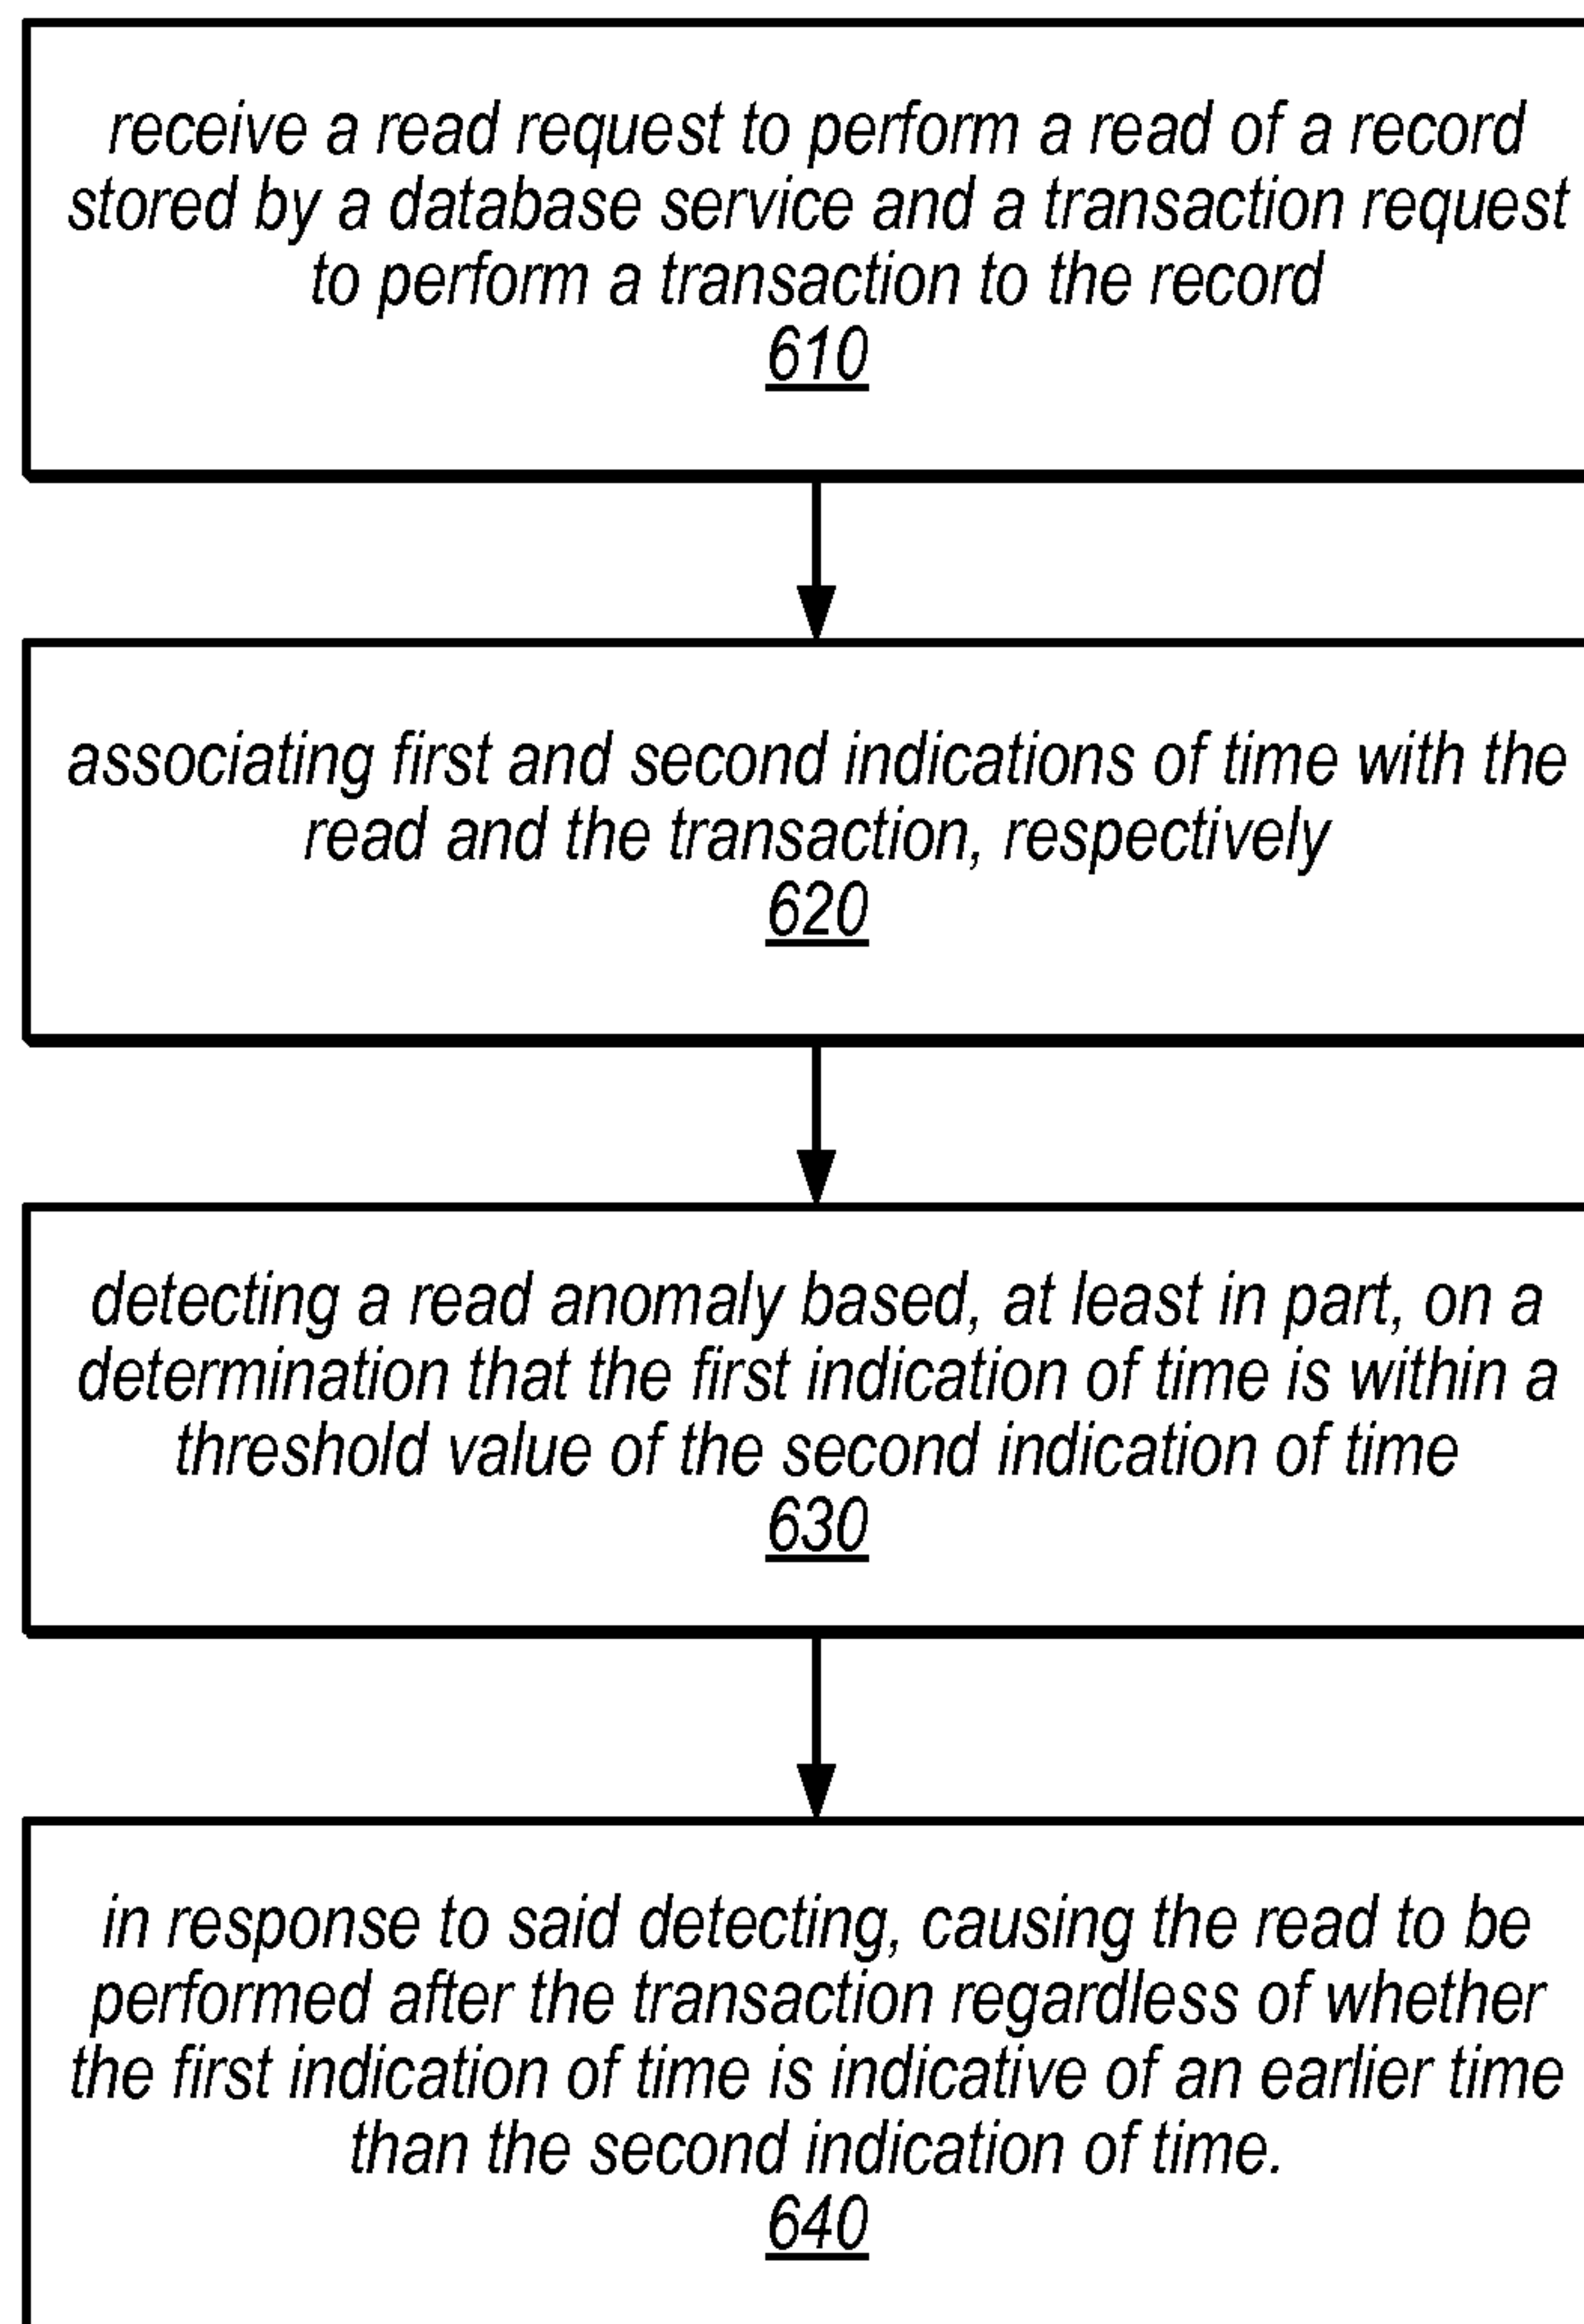 receive a read request to perform a read of a record
stored by a database service and a transaction request
to perform a transaction to the record
610
associating first and second indications of time with the
read and the transaction, respectively
620
detecting a read anomaly based, at least in part, on a
determination that the first indication of time is within a
threshold value of the second indication of time
630
in response to said detecting, causing the read to be
performed after the transaction regardless of whether
the first indication of time is indicative of an earlier time
than the second indication of time.
640